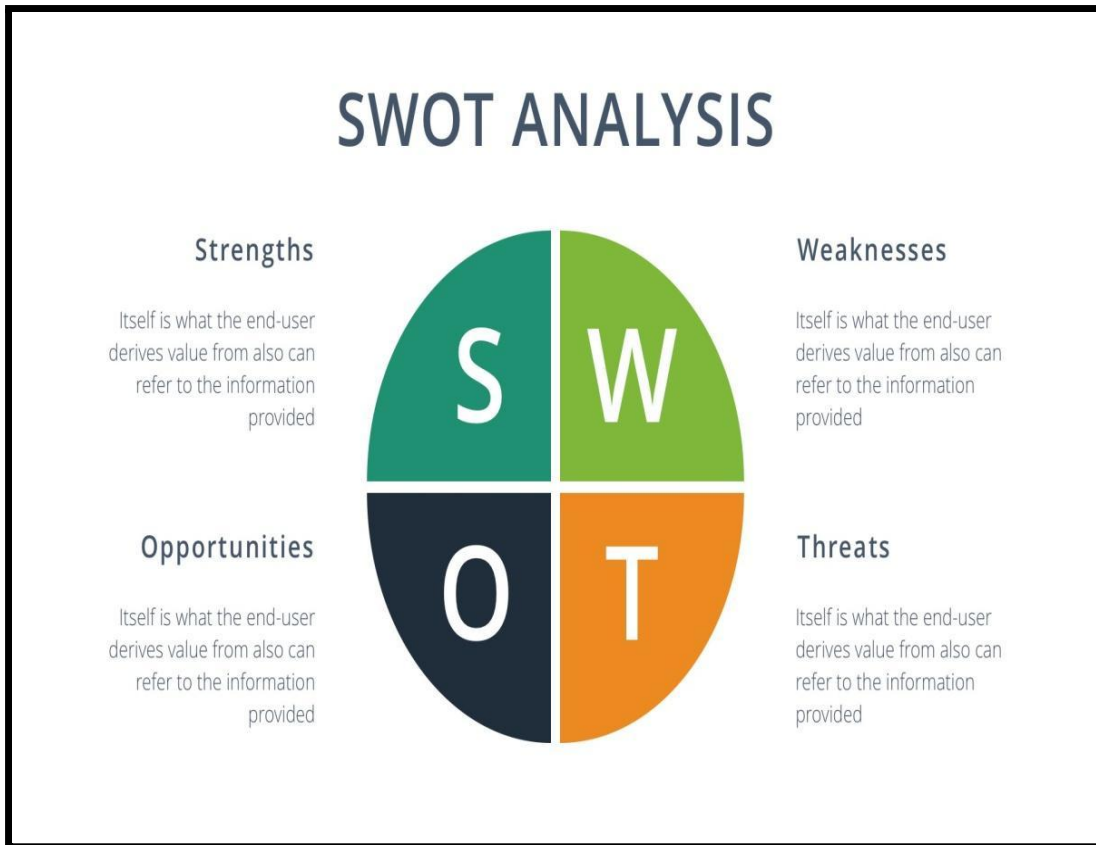 SWOT ANALYSIS
Strengths
Itself is what the end-user
derives value from also can
refer to the information
provided
S
W
Weaknesses
Itself is what the end-user
derives value from also can
refer to the information
provided
Opportunities
Itself is what the end-user
derives value from also can
refer to the information
provided
O
T
Threats
Itself is what the end-user
derives value from also can
refer to the information
provided